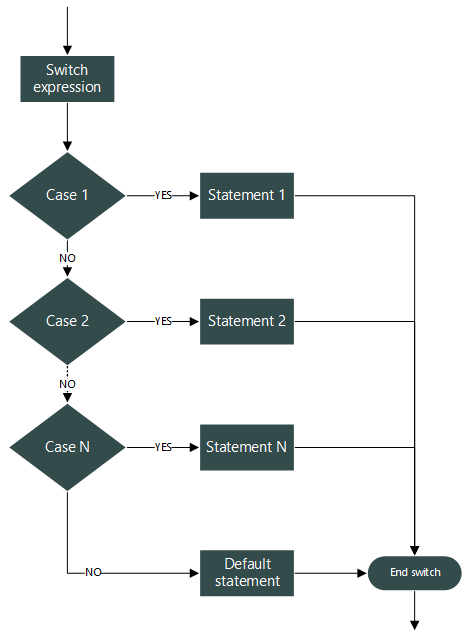 Switch
expression
Case 1
YES
Statement 1
NO
Case 2
YES
Statement 2
NO
Case N
YES
Statement N
NO
Default
statement
End switch